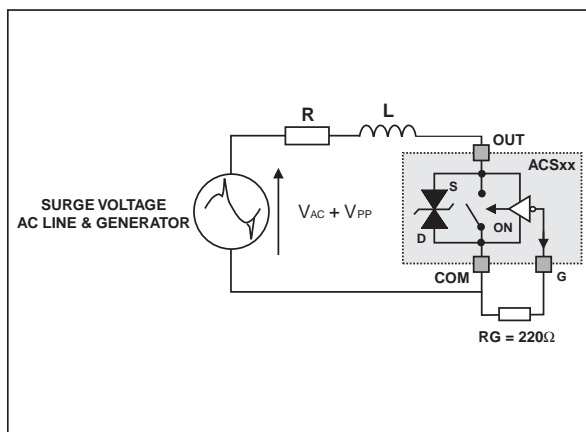 R
L
OUT
ACSxx
SURGE VOLTAGE
AC LINE & GENERATOR
VAC + VPP
S
D
ON
COM
G
RG = 220Ω